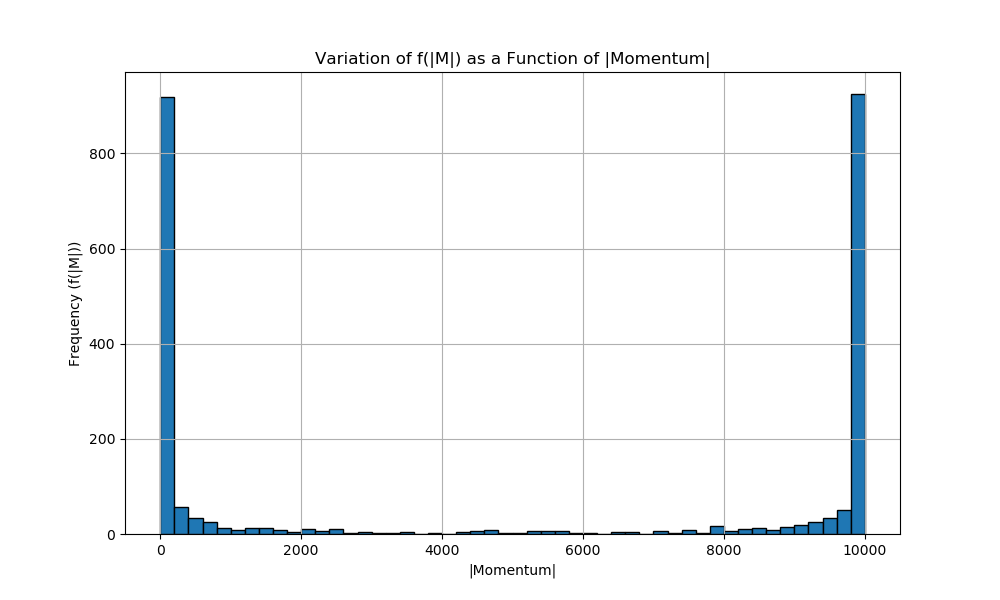 Variation of f(|M|) as a Function of |Momentum|
Frequency (f(|M|))
800
600
400
200
0
0 2000 4000 6000 8000 10000
|Momentum|